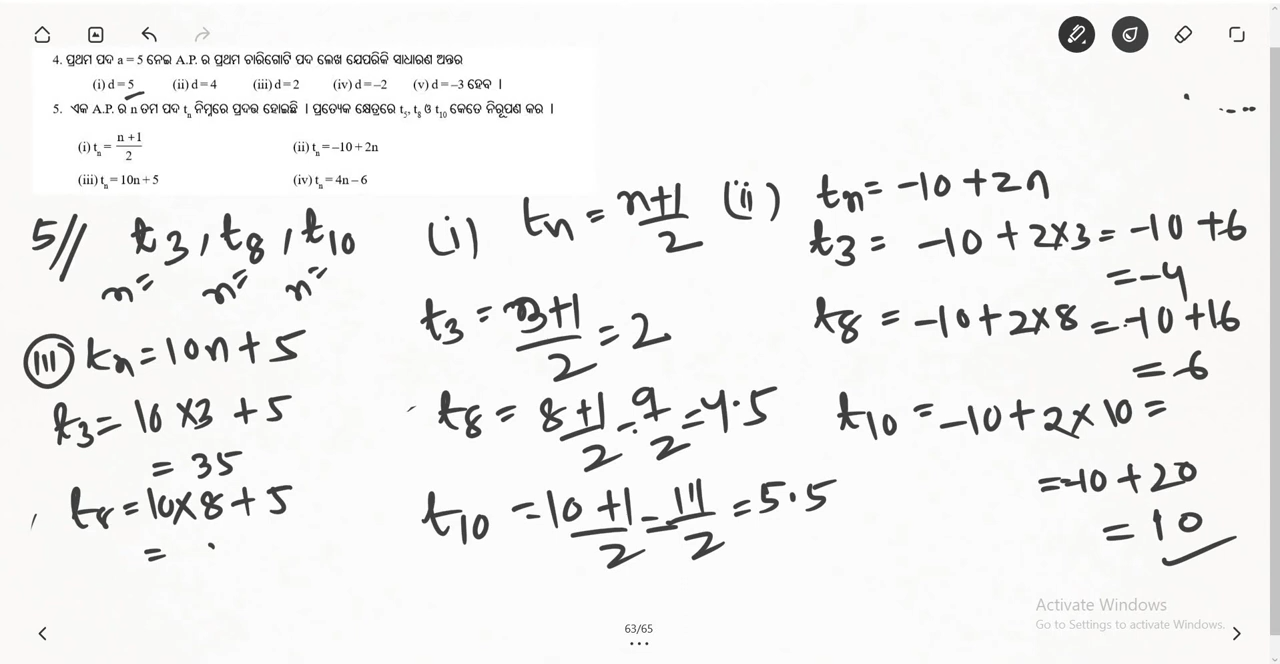 4. ପ୍ରଥମ ପଦ a = 5 ନେଇ A.P. ର ପ୍ରଥମ ଚାରିଗୋଟି ପଦ ଲେଖ ଯେପରିକି ସାଧାରଣ ଅନ୍ତର
(i) d = 5 (ii) d = 4 (iii) d = 2 (iv) d = –2 (v) d = –3 ହେବ ।
5. ଏକ A.P. ର n ତମ ପଦ tₙ ନିମ୍ନରେ ପ୍ରଦତ୍ତ ହୋଇଛି । ପ୍ରତ୍ୟେକ କ୍ଷେତ୍ରରେ t₅, t₈ ଓ t₁₀ କେତେ ନିରୂପଣ କର ।
(i) tₙ = (n + 1)/2 (ii) tₙ = –10 + 2n
(iii) tₙ = 10n + 5 (iv) tₙ = 4n – 6
5// t₃, t₈, t₁₀
n= n= n=
(III) tₙ = 10n + 5
t₃ = 10 × 3 + 5
= 35
t₈ = 10 × 8 + 5
=
(i) tₙ = (n+1)/2
t₃ = (3+1)/2 = 2
t₈ = (8+1)/2 = 9/2 = 4.5
t₁₀ = (10+1)/2 = 11/2 = 5.5
(ii) tₙ = -10 + 2n
t₃ = -10 + 2×3 = -10 + 6
= -4
t₈ = -10 + 2×8 = -10 + 16
= 6
t₁₀ = -10 + 2×10 =
= -10 + 20
= 10
Activate Windows
Go to Settings to activate Windows.
63/65